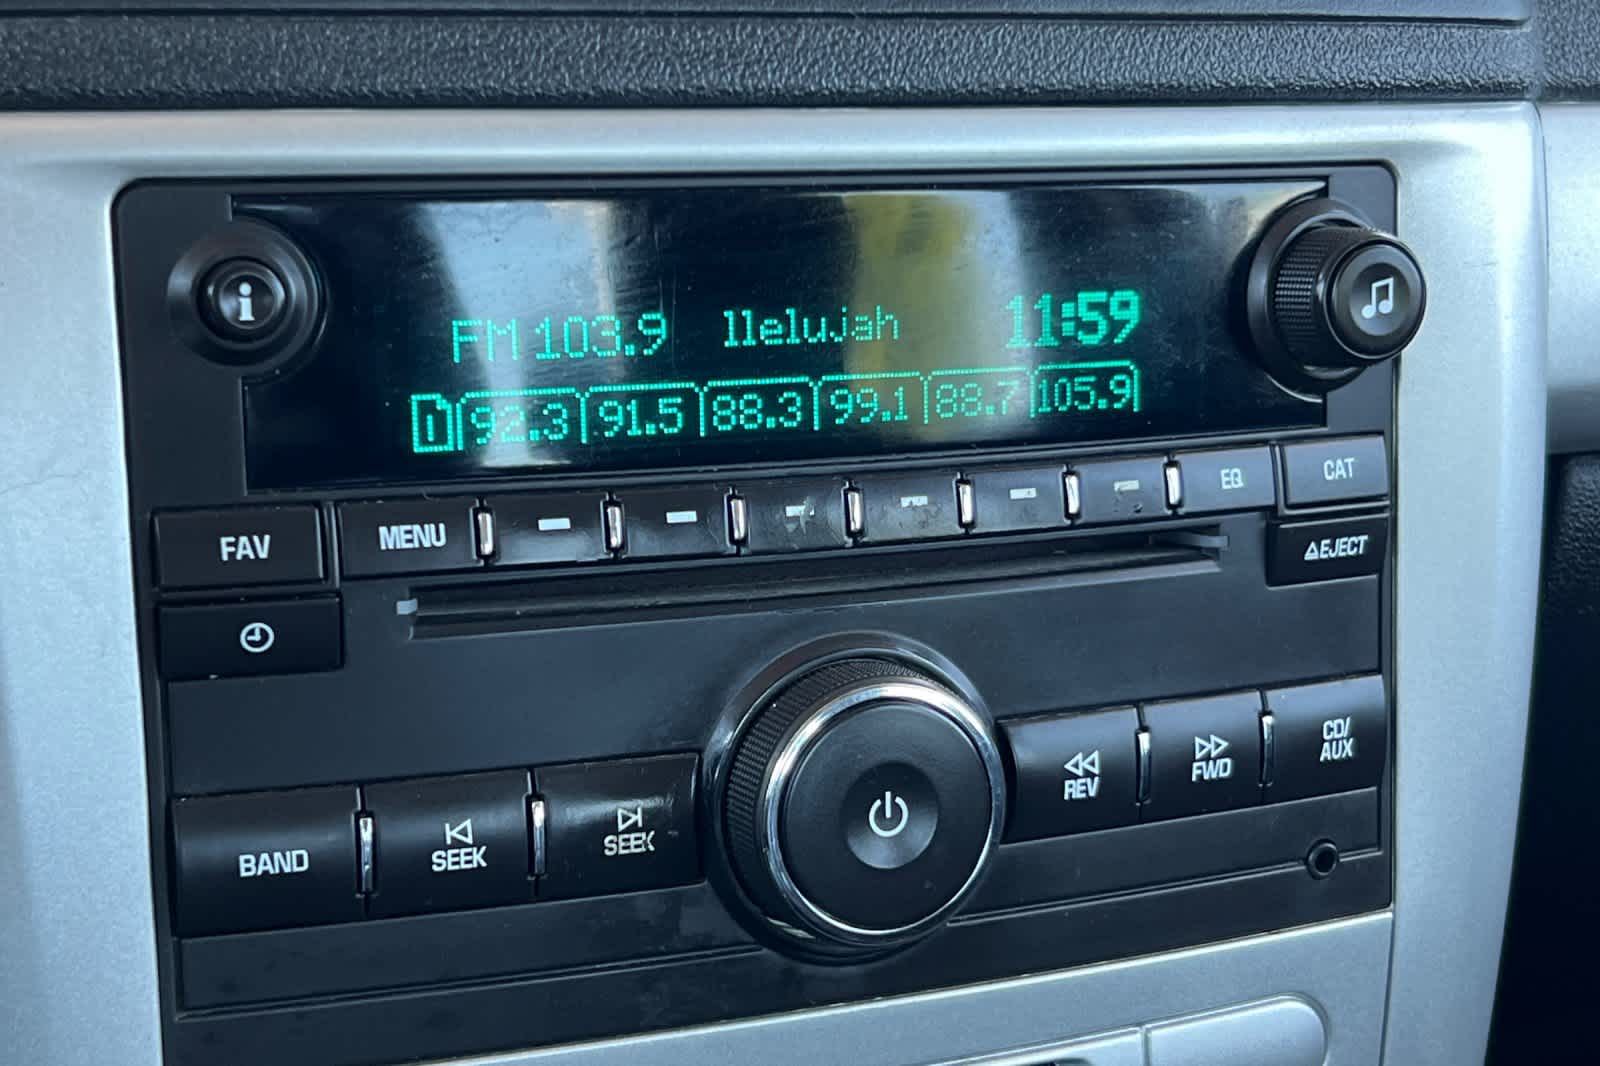 i
FM 103.9 llelujah 11:59
1 92.3 91.5 88.3 99.1 88.7 105.9
FAV MENU EQ CAT
EJECT
BAND SEEK SEEK REV FWD CD/
AUX